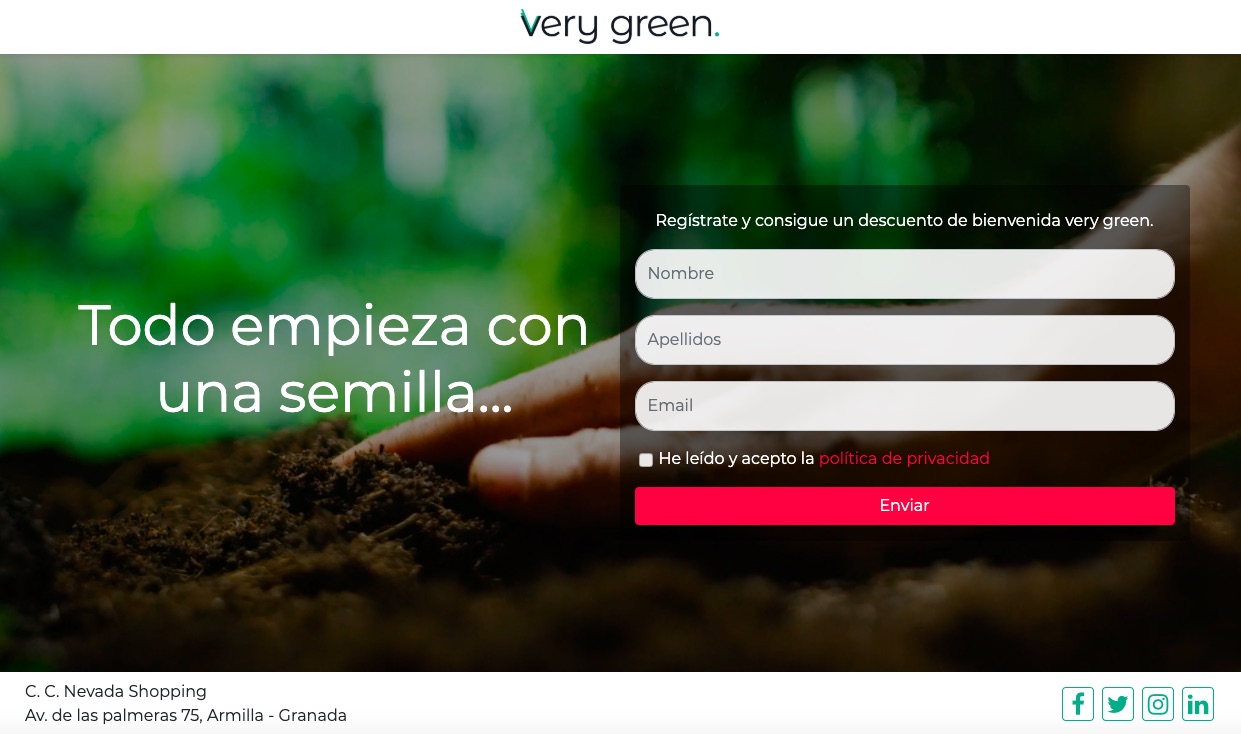 very green.
Todo empieza con
una semilla...
Regístrate y consigue un descuento de bienvenida very green.
Nombre
Apellidos
Email
He leído y acepto la política de privacidad
Enviar
C. C. Nevada Shopping
Av. de las palmeras 75, Armilla - Granada